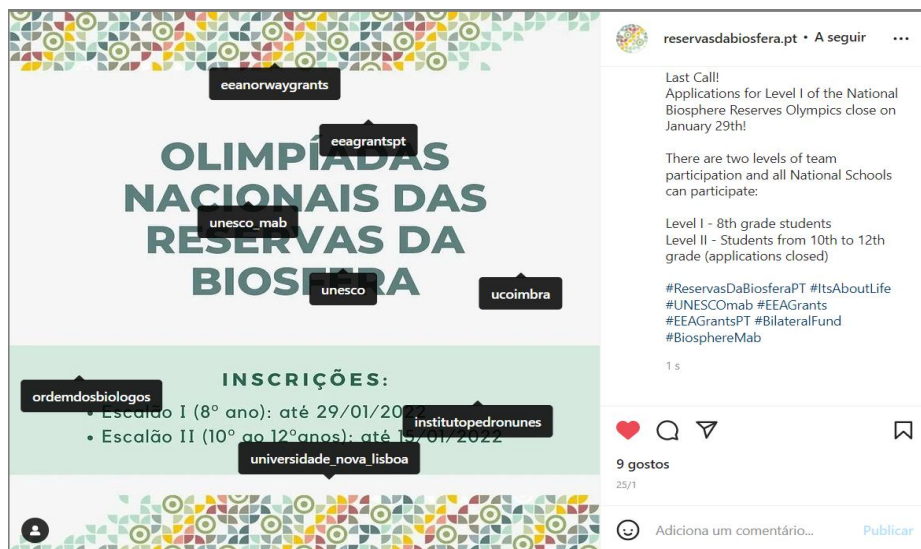 eeanorwaygrants
eeagrantspt
OLIMPÍADAS
NACIONAIS DAS
unesco_mab
RESERVAS DA
BIOSFERA
unesco
ucoimbra
INSCRIÇÕES:
ordemdosbiologos
• Escalão I (8º ano): até 29/01/2022
institutopedronunes
• Escalão II (10º ao 12ºanos): até 15/01/2022
universidade_nova_lisboa
reservasdabiosfera.pt • A seguir
Last Call!
Applications for Level I of the National
Biosphere Reserves Olympics close on
January 29th!
There are two levels of team
participation and all National Schools
can participate:
Level I - 8th grade students
Level II - Students from 10th to 12th
grade (applications closed)
#ReservasDaBiosferaPT #ItsAboutLife
#UNESCOmab #EEAGrants
#EEAGrantsPT #BilateralFund
#BiosphereMab
1 s
9 gostos
25/1
Adiciona um comentário... Publicar